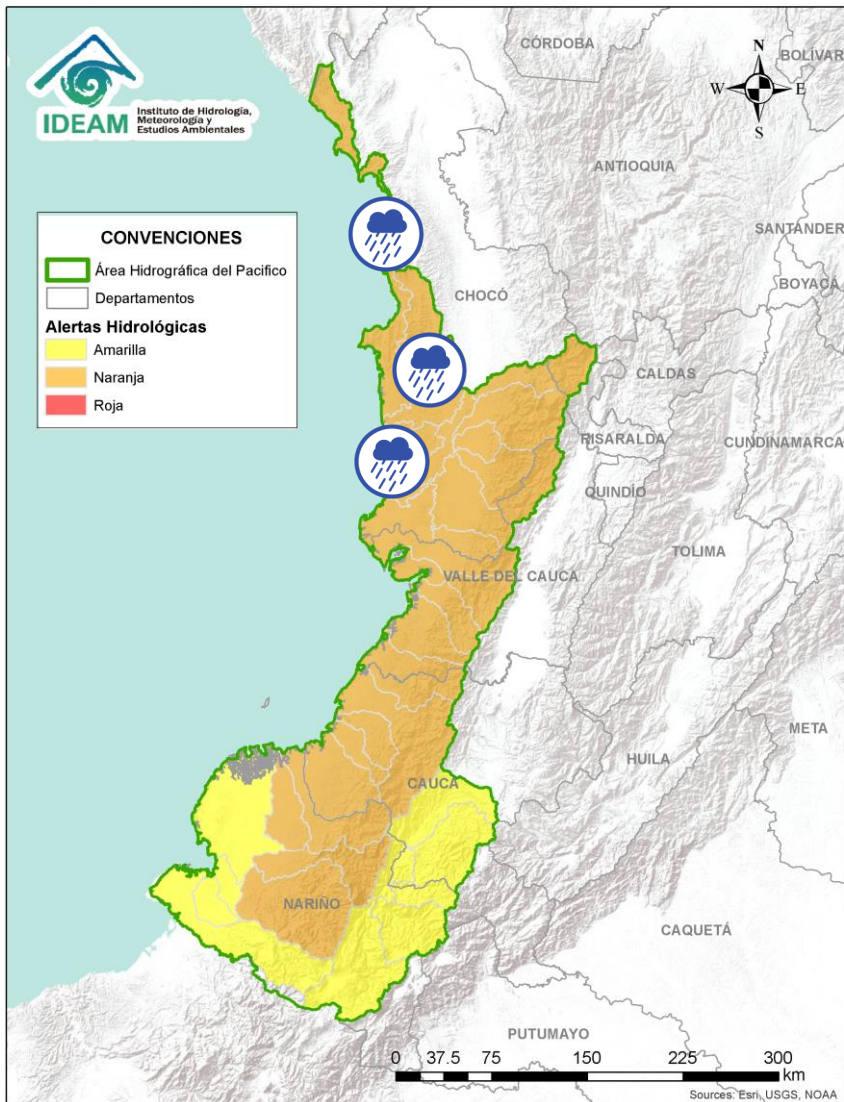 IDEAM
Instituto de Hidrología,
Meteorología y
Estudios Ambientales
CÓRDOBA
BOLÍVAR
N
W
E
S
ANTIOQUIA
SANTANDER
CONVENCIONES
Área Hidrográfica del Pacifico
Departamentos
Alertas Hidrológicas
Amarilla
Naranja
Roja
BOYACÁ
CHOCÓ
CALDAS
RISARALDA
CUNDINAMARCA
QUINDÍO
TOLIMA
VALLE DEL CAUCA
META
HUILA
CAUCA
NARIÑO
CAQUETÁ
PUTUMAYO
0 37.5 75 150 225 300
km
Sources: Esri, USGS, NOAA